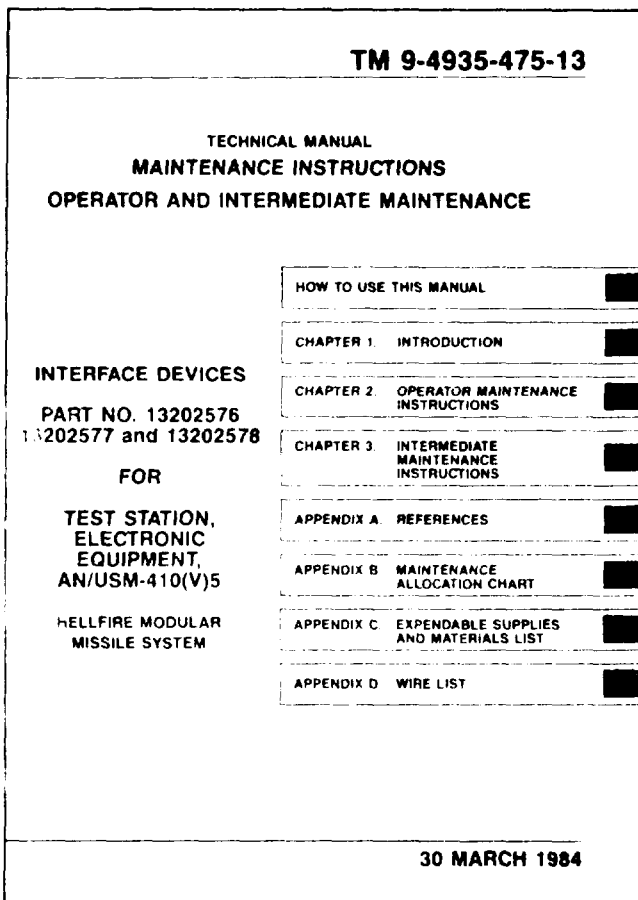 TM 9-4935-475-13
TECHNICAL MANUAL
MAINTENANCE INSTRUCTIONS
OPERATOR AND INTERMEDIATE MAINTENANCE
INTERFACE DEVICES
PART NO. 13202576
13202577 and 13202578
FOR
TEST STATION,
ELECTRONIC
EQUIPMENT,
AN/USM-410(V)5
HELLFIRE MODULAR
MISSILE SYSTEM
HOW TO USE THIS MANUAL
CHAPTER 1. INTRODUCTION
CHAPTER 2. OPERATOR MAINTENANCE
INSTRUCTIONS
CHAPTER 3. INTERMEDIATE
MAINTENANCE
INSTRUCTIONS
APPENDIX A. REFERENCES
APPENDIX B MAINTENANCE
ALLOCATION CHART
APPENDIX C. EXPENDABLE SUPPLIES
AND MATERIALS LIST
APPENDIX D WIRE LIST
30 MARCH 1984